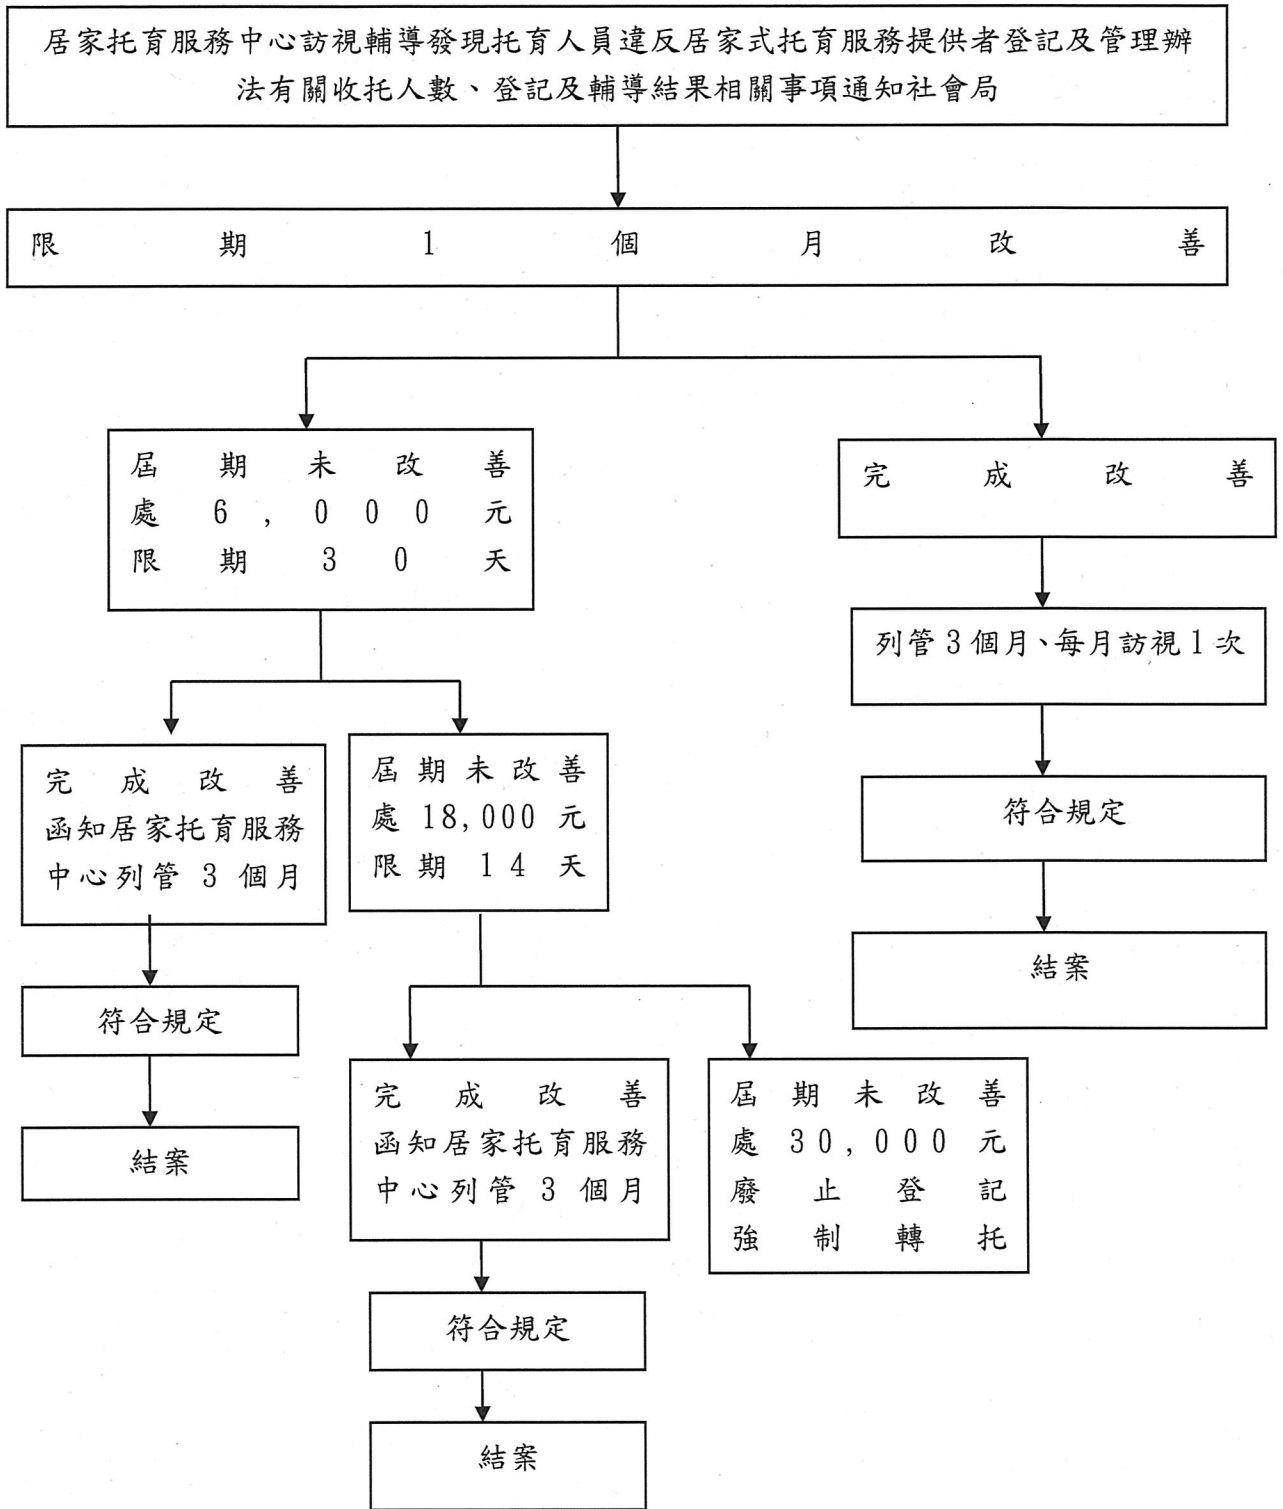 居家托育服務中心訪視輔導發現托育人員違反居家式托育服務提供者登記及管理辦
法有關收托人數、登記及輔導結果相關事項通知社會局
限期1個月改善
屆期未改善
處6,000元
限期30天
完成改善
列管3個月、每月訪視1次
符合規定
結案
完成改善
函知居家托育服務
中心列管3個月
符合規定
結案
屆期未改善
處18,000元
限期14天
完成改善
函知居家托育服務
中心列管3個月
符合規定
結案
屆期未改善
處30,000元
廢止登記
強制轉托